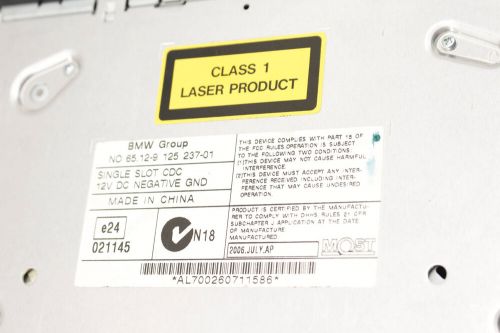 CLASS 1
LASER PRODUCT
BMW Group
NO 65.12-9 125 237-01
SINGLE SLOT CDC
12V DC NEGATIVE GND
MADE IN CHINA
e24
021145
N18
THIS DEVICE COMPLIES WITH PART 15 OF
THE FCC RULES.OPERATION IS SUBJECT
TO THE FOLLOWING TWO CONDITIONS:
(1)THIS DEVICE MAY NOT CAUSE HARMFUL
INTERFERENCE.
(2)THIS DEVICE MUST ACCEPT ANY INTER-
FERENCE RECEIVED, INCLUDING INTER-
FERENCE THAT MAY CAUSE UNDESIRED
OPERATION.
PRODUCT IS CERTIFIED BY THE MANUFACTU-
RER TO COMPLY WITH DHHS RULES 21 CFR
SUBCHAPTER J APPLICATION AT THE DATE
OF MANUFACTURE
MANUFACTURED
2006.JULY.AP
MOST
*AL700260711586*